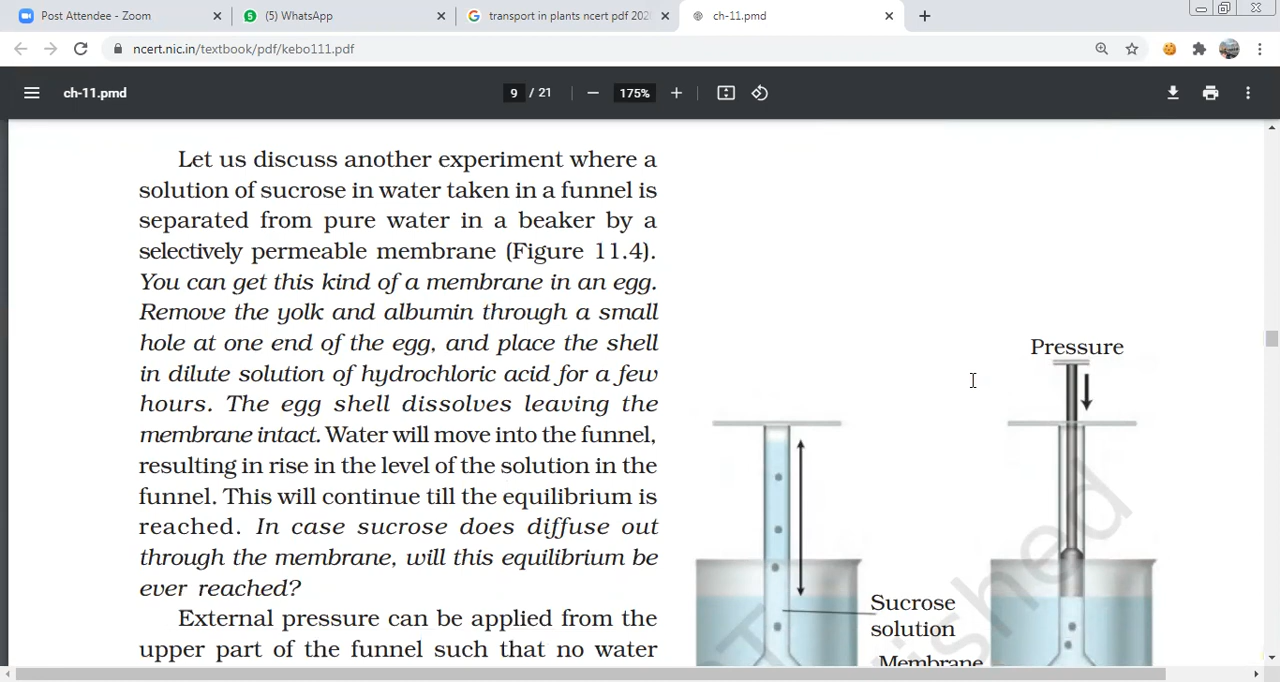 Post Attendee - Zoom
(5) WhatsApp
transport in plants ncert pdf 202
ch-11.pmd
ncert.nic.in/textbook/pdf/kebo111.pdf
ch-11.pmd
9 / 21
175%
Let us discuss another experiment where a
solution of sucrose in water taken in a funnel is
separated from pure water in a beaker by a
selectively permeable membrane (Figure 11.4).
You can get this kind of a membrane in an egg.
Remove the yolk and albumin through a small
hole at one end of the egg, and place the shell
in dilute solution of hydrochloric acid for a few
hours. The egg shell dissolves leaving the
membrane intact. Water will move into the funnel,
resulting in rise in the level of the solution in the
funnel. This will continue till the equilibrium is
reached. In case sucrose does diffuse out
through the membrane, will this equilibrium be
ever reached?
External pressure can be applied from the
upper part of the funnel such that no water
Pressure
Sucrose
solution
Membrane